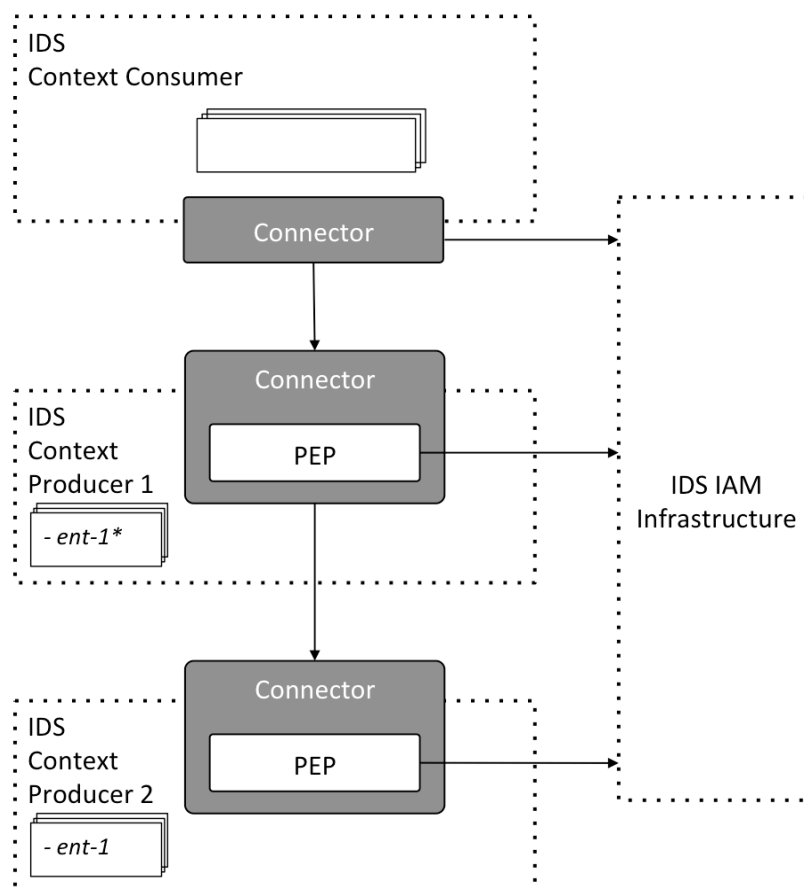 IDS
Context Consumer
Connector
Connector
IDS
Context
Producer 1
PEP
- ent-1*
IDS IAM
Infrastructure
Connector
IDS
Context
Producer 2
PEP
- ent-1